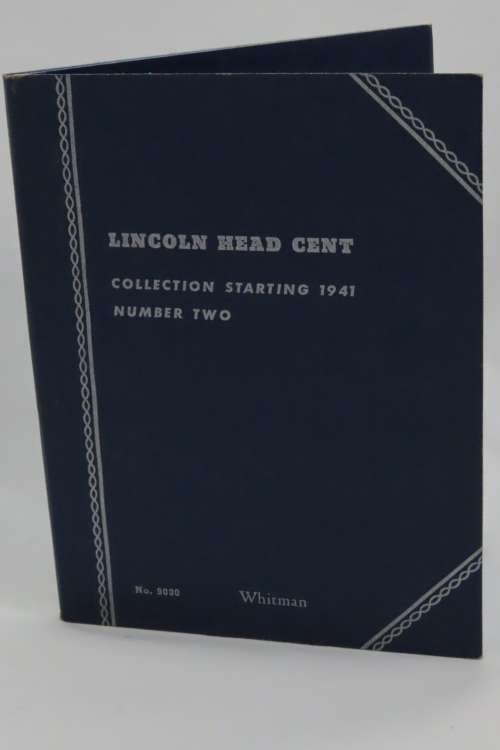 LINCOLN HEAD CENT
COLLECTION STARTING 1941
NUMBER TWO
No. 9030
Whitman